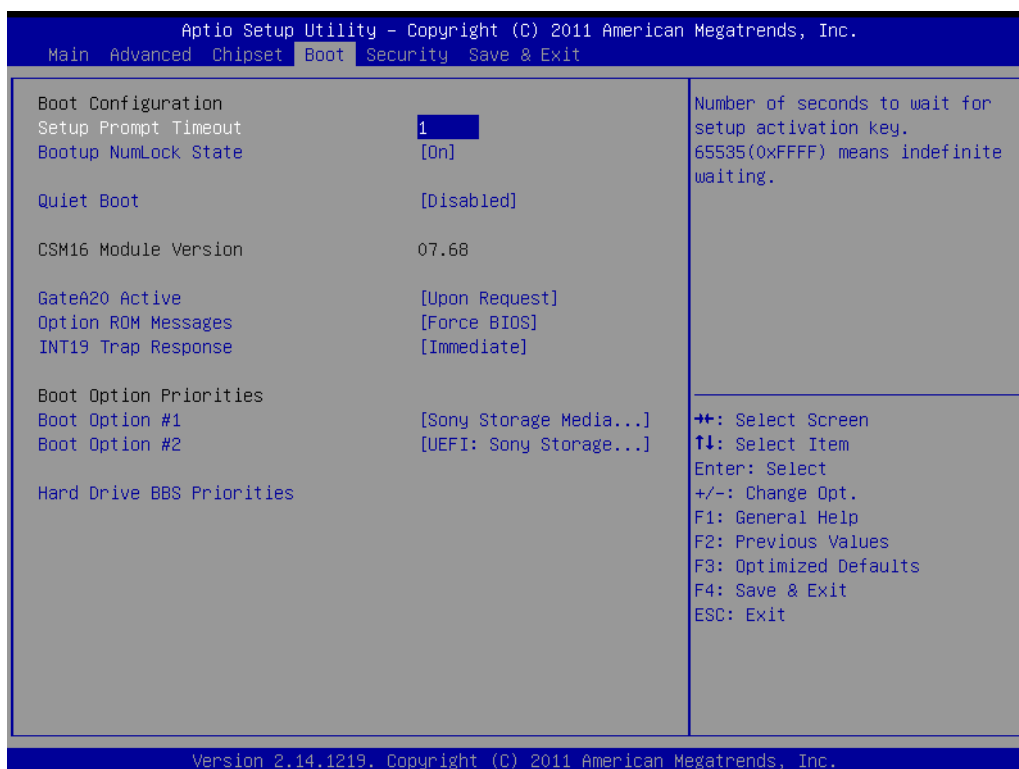 Aptio Setup Utility – Copyright (C) 2011 American Megatrends, Inc.
Main Advanced Chipset Boot Security Save & Exit
Boot Configuration
Setup Prompt Timeout 1
Bootup NumLock State [On]
Quiet Boot [Disabled]
CSM16 Module Version 07.68
GateA20 Active [Upon Request]
Option ROM Messages [Force BIOS]
INT19 Trap Response [Immediate]
Boot Option Priorities
Boot Option #1 [Sony Storage Media...]
Boot Option #2 [UEFI: Sony Storage...]
Hard Drive BBS Priorities
Number of seconds to wait for
setup activation key.
65535(0xFFFF) means indefinite
waiting.
→←: Select Screen
↑↓: Select Item
Enter: Select
+/-: Change Opt.
F1: General Help
F2: Previous Values
F3: Optimized Defaults
F4: Save & Exit
ESC: Exit
Version 2.14.1219. Copyright (C) 2011 American Megatrends, Inc.